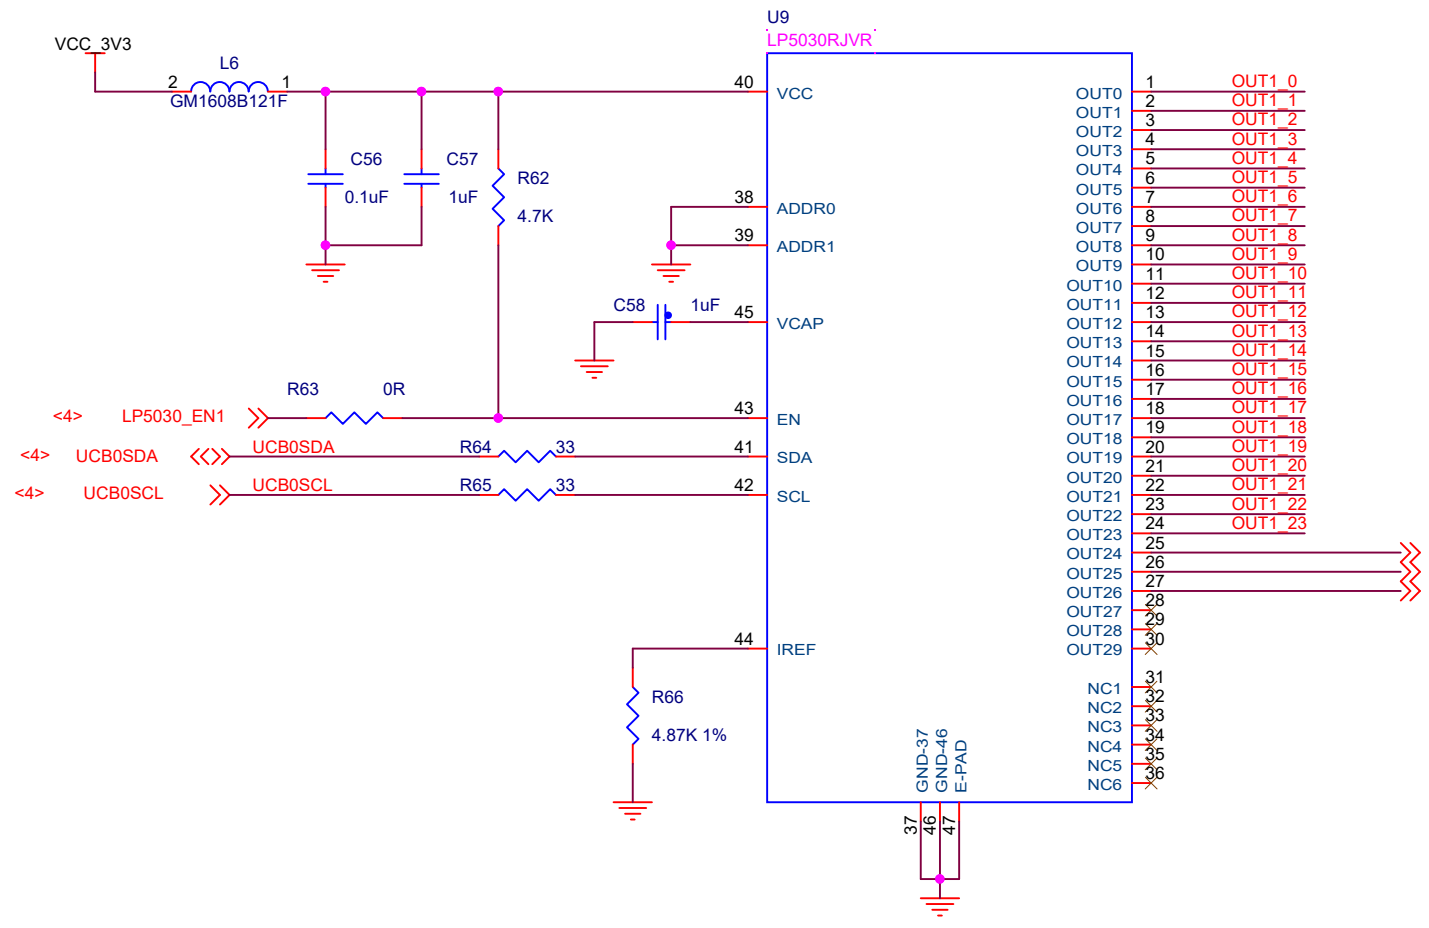 U9
LP5030RJVR
VCC_3V3
L6
2 1
GM1608B121F
C56
0.1uF
C57
1uF
R62
4.7K
40 VCC
38 ADDR0
39 ADDR1
C58 1uF
45 VCAP
R63 0R
<4> LP5030_EN1
43 EN
<4> UCB0SDA UCB0SDA R64 33 41 SDA
<4> UCB0SCL UCB0SCL R65 33 42 SCL
44 IREF
R66
4.87K 1%
OUT0 1 OUT1_0
OUT1 2 OUT1_1
OUT2 3 OUT1_2
OUT3 4 OUT1_3
OUT4 5 OUT1_4
OUT5 6 OUT1_5
OUT6 7 OUT1_6
OUT7 8 OUT1_7
OUT8 9 OUT1_8
OUT9 10 OUT1_9
OUT10 11 OUT1_10
OUT11 12 OUT1_11
OUT12 13 OUT1_12
OUT13 14 OUT1_13
OUT14 15 OUT1_14
OUT15 16 OUT1_15
OUT16 17 OUT1_16
OUT17 18 OUT1_17
OUT18 19 OUT1_18
OUT19 20 OUT1_19
OUT20 21 OUT1_20
OUT21 22 OUT1_21
OUT22 23 OUT1_22
OUT23 24 OUT1_23
OUT24 25
OUT25 26
OUT26 27
OUT27 28
OUT28 29
OUT29 30
NC1 31
NC2 32
NC3 33
NC4 34
NC5 35
NC6 36
GND-37 37
GND-46 46
E-PAD 47